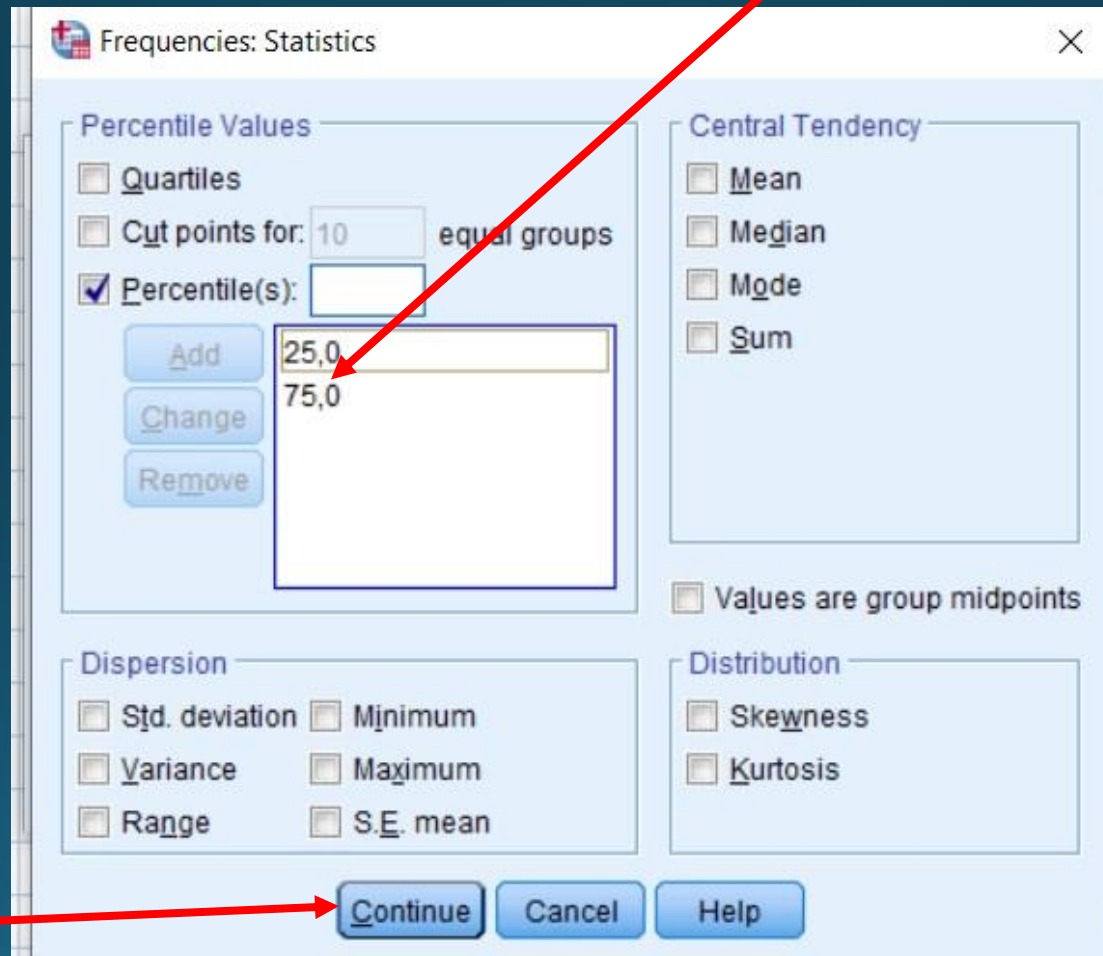 Frequencies: Statistics
Percentile Values
Quartiles
Cut points for: 10 equal groups
Percentile(s):
Add
Change
Remove
25,0
75,0
Central Tendency
Mean
Median
Mode
Sum
Values are group midpoints
Dispersion
Std. deviation Minimum
Variance Maximum
Range S.E. mean
Distribution
Skewness
Kurtosis
Continue Cancel Help